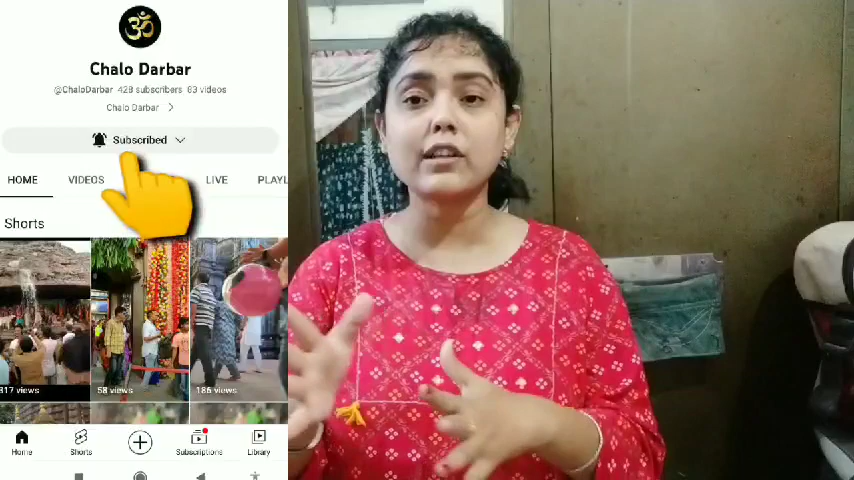 ॐ
Chalo Darbar
@ChaloDarbar 428 subscribers 83 videos
Chalo Darbar
Subscribed
HOME VIDEOS LIVE PLAYL
Shorts
317 views 58 views 186 views
Home Shorts Subscriptions Library